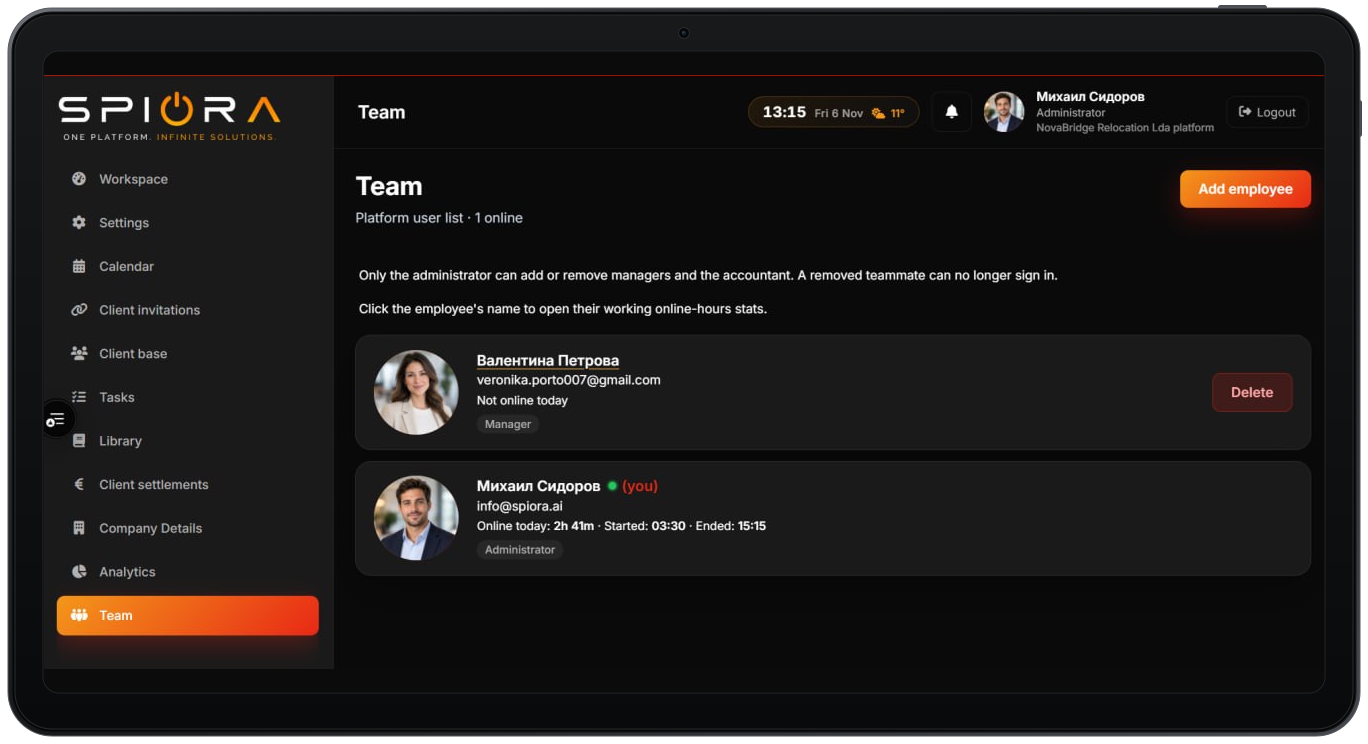 SPIORA
ONE PLATFORM. INFINITE SOLUTIONS.
Workspace
Settings
Calendar
Client invitations
Client base
Tasks
Library
Client settlements
Company Details
Analytics
Team
Team
13:15 Fri 6 Nov 11°
Михаил Сидоров
Administrator
NovaBridge Relocation Lda platform
Logout
Team
Platform user list · 1 online
Add employee
Only the administrator can add or remove managers and the accountant. A removed teammate can no longer sign in.
Click the employee's name to open their working online-hours stats.
Валентина Петрова
veronika.porto007@gmail.com
Not online today
Manager
Delete
Михаил Сидоров (you)
info@spiora.ai
Online today: 2h 41m · Started: 03:30 · Ended: 15:15
Administrator